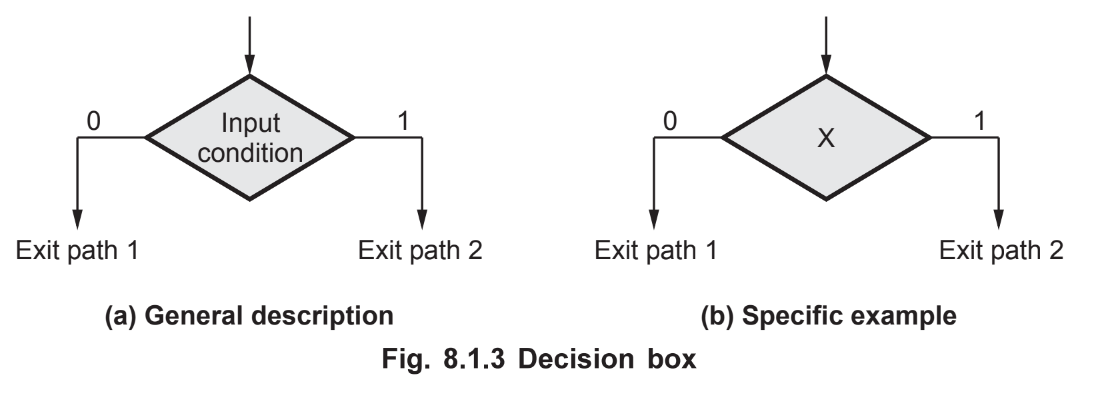 0
Input
condition
1
Exit path 1
Exit path 2
(a) General description
0
X
1
Exit path 1
Exit path 2
(b) Specific example
Fig. 8.1.3 Decision box